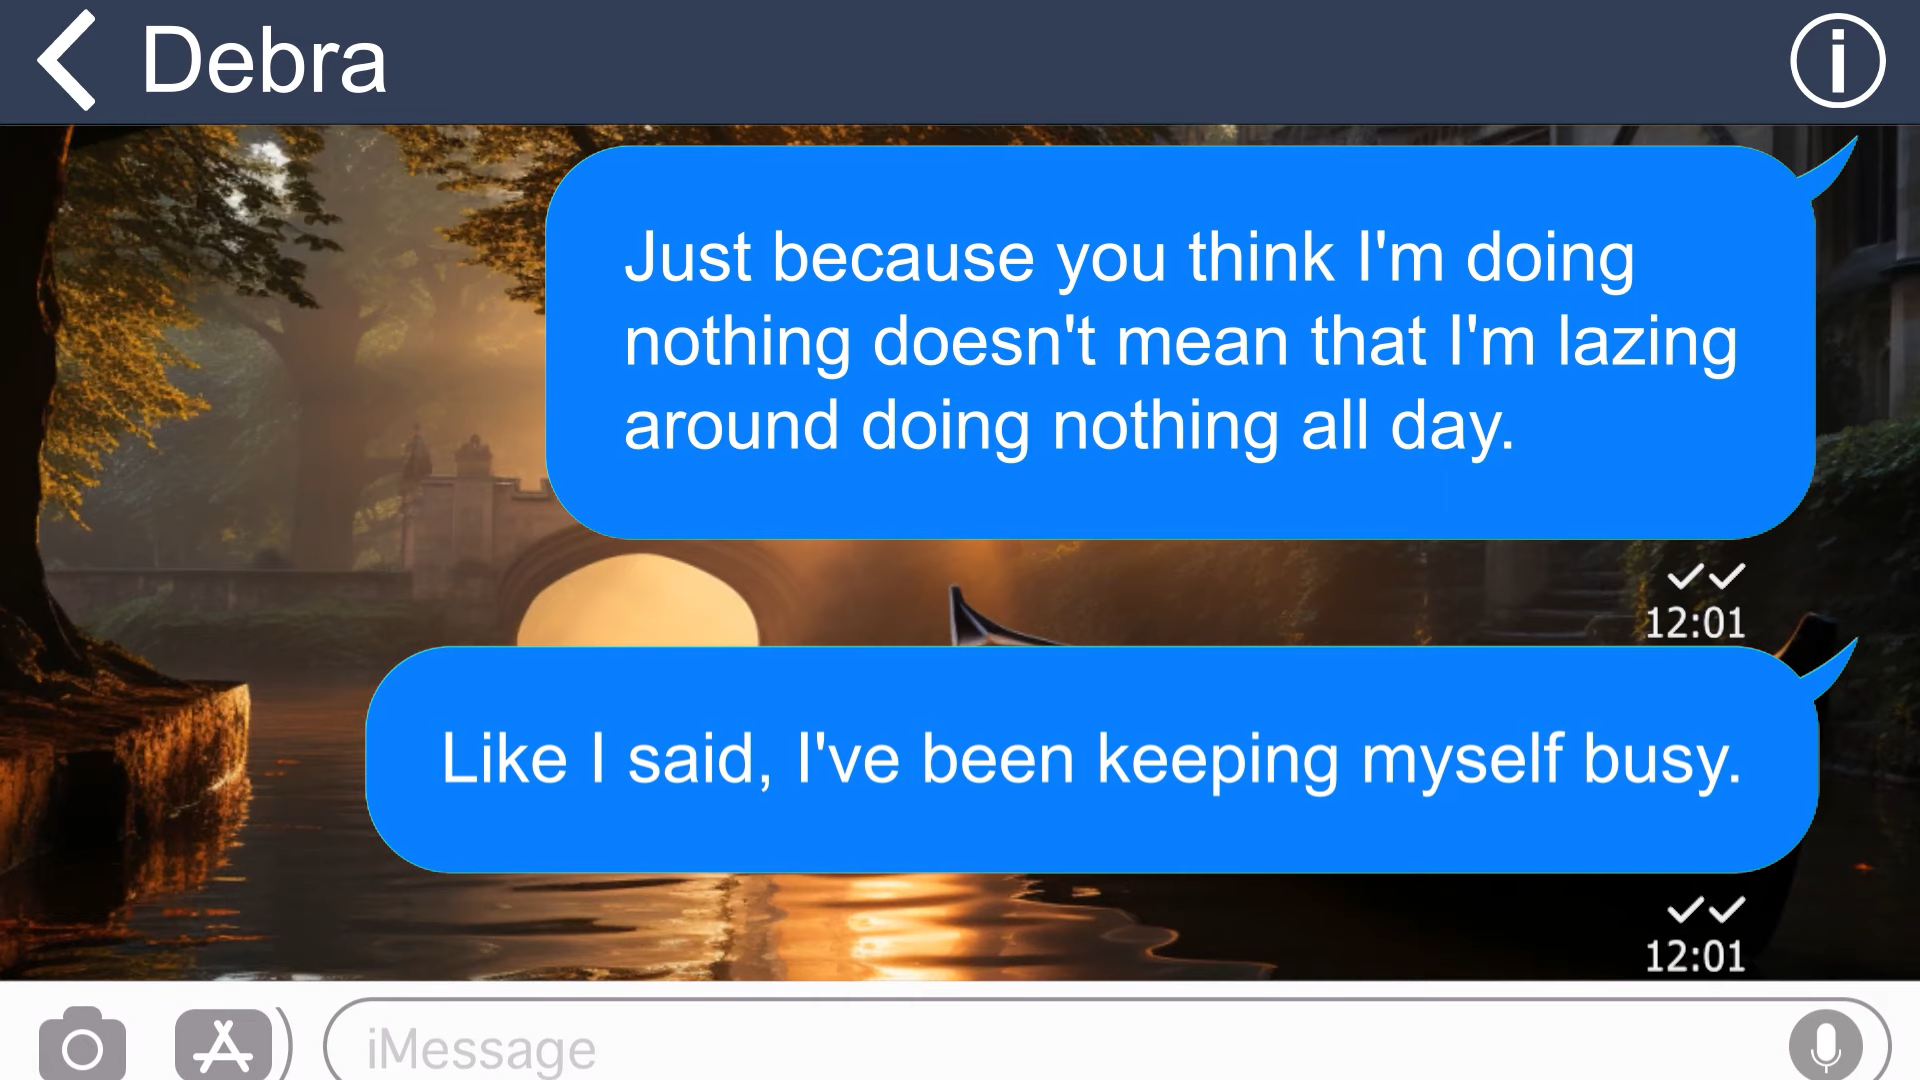 Debra
Just because you think I'm doing
nothing doesn't mean that I'm lazing
around doing nothing all day.
12:01
Like I said, I've been keeping myself busy.
12:01
iMessage